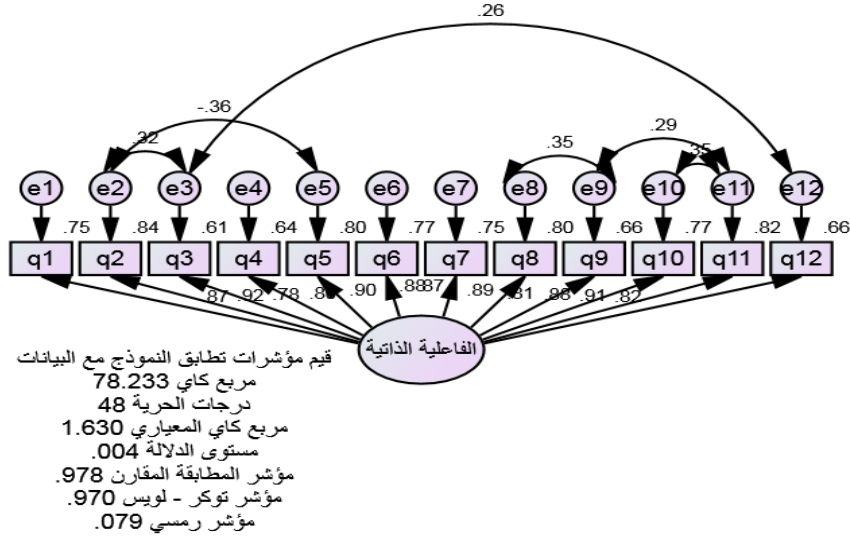 .26
-.36
.32 .35 .29 .35
e1 e2 e3 e4 e5 e6 e7 e8 e9 e10 e11 e12
.75 .84 .61 .64 .80 .77 .75 .80 .66 .77 .82 .66
q1 q2 q3 q4 q5 q6 q7 q8 q9 q10 q11 q12
.87 .92 .78 .90 .88 .87 .89 .81 .88 .91 .82
الفاعلية الذاتية
قيم مؤشرات تطابق النموذج مع البيانات
مربع كاي 78.233
درجات الحرية 48
مربع كاي المعياري 1.630
مستوى الدلالة 004.
مؤشر المطابقة المقارن 978.
مؤشر توكر - لويس 970.
مؤشر رمسي 079.